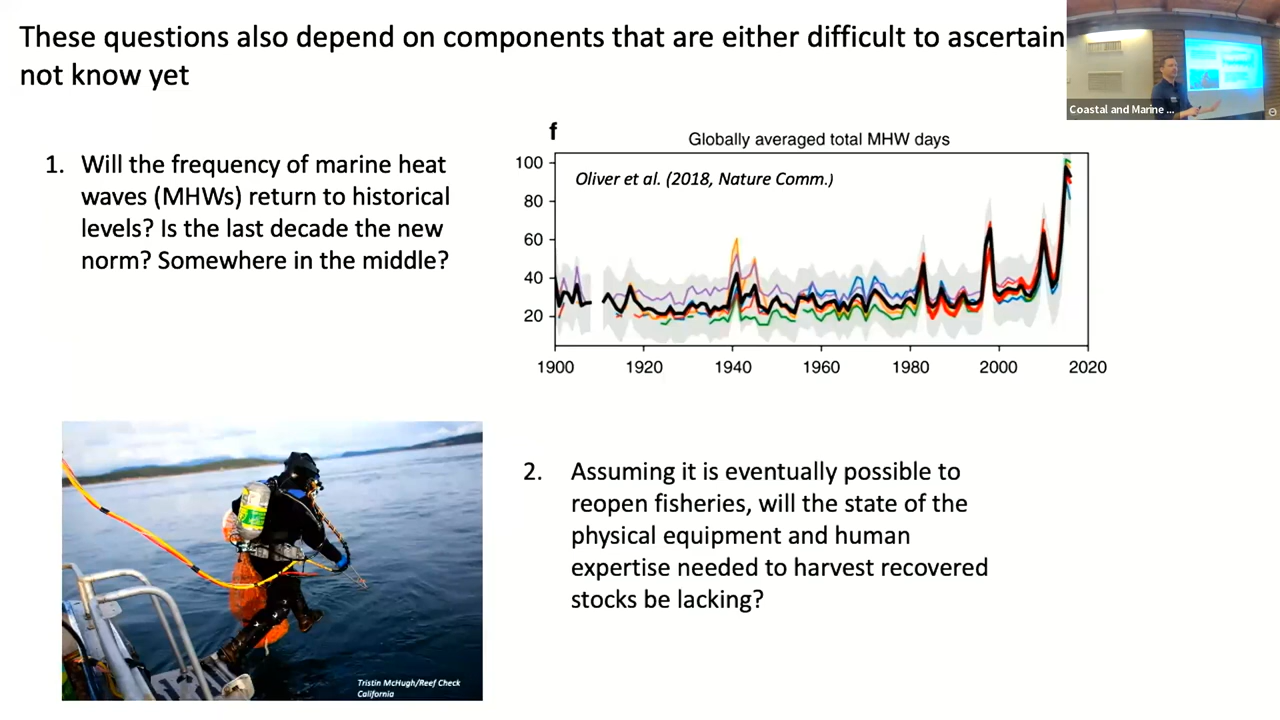 These questions also depend on components that are either difficult to ascertain
not know yet
Coastal and Marine ...
1. Will the frequency of marine heat
waves (MHWs) return to historical
levels? Is the last decade the new
norm? Somewhere in the middle?
f
Globally averaged total MHW days
Oliver et al. (2018, Nature Comm.)
100
80
60
40
20
1900
1920
1940
1960
1980
2000
2020
Tristin McHugh/Reef Check
California
2. Assuming it is eventually possible to
reopen fisheries, will the state of the
physical equipment and human
expertise needed to harvest recovered
stocks be lacking?